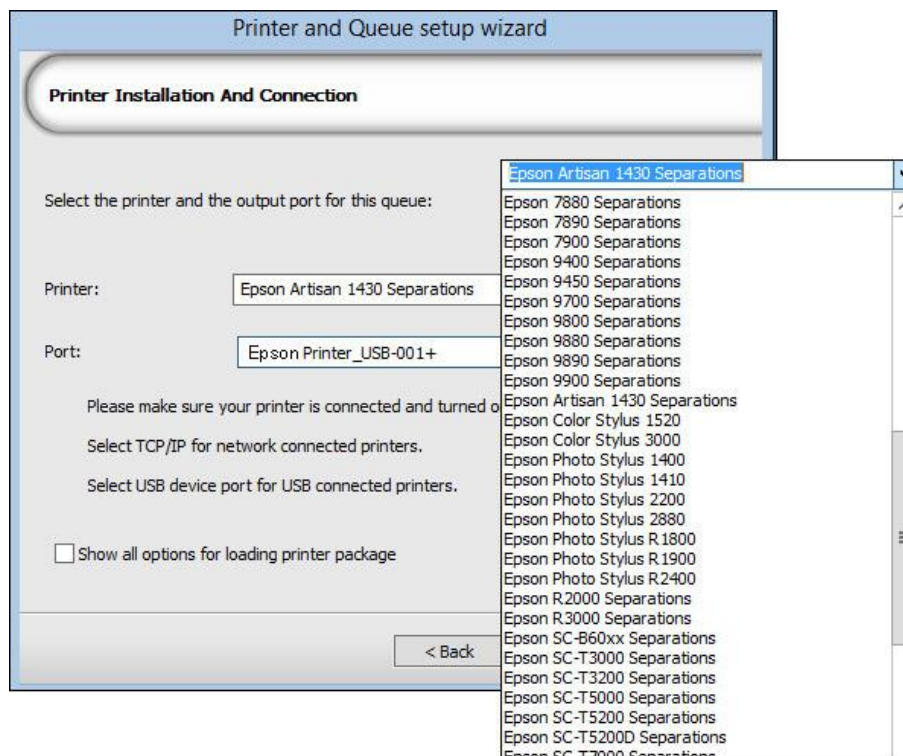 Printer and Queue setup wizard
Printer Installation And Connection
Select the printer and the output port for this queue:
Printer:
Epson Artisan 1430 Separations
Port:
Epson Printer_USB-001+
Please make sure your printer is connected and turned
Select TCP/IP for network connected printers.
Select USB device port for USB connected printers.
Show all options for loading printer package
< Back
Epson Artisan 1430 Separations
Epson 7880 Separations
Epson 7890 Separations
Epson 7900 Separations
Epson 9400 Separations
Epson 9450 Separations
Epson 9700 Separations
Epson 9800 Separations
Epson 9880 Separations
Epson 9890 Separations
Epson 9900 Separations
Epson Artisan 1430 Separations
Epson Color Stylus 1520
Epson Color Stylus 3000
Epson Photo Stylus 1400
Epson Photo Stylus 1410
Epson Photo Stylus 2200
Epson Photo Stylus 2880
Epson Photo Stylus R1800
Epson Photo Stylus R1900
Epson Photo Stylus R2400
Epson R2000 Separations
Epson R3000 Separations
Epson SC-B60xx Separations
Epson SC-T3000 Separations
Epson SC-T3200 Separations
Epson SC-T5000 Separations
Epson SC-T5200 Separations
Epson SC-T5200D Separations